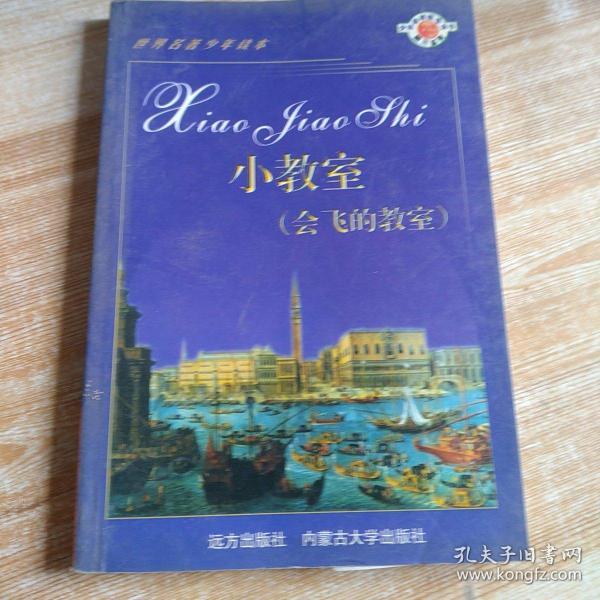 世界名著少年读本
Xiao Jiao Shi
小教室
(会飞的教室)
远方出版社 内蒙古大学出版社
孔夫子旧书网
www.kongfz.com